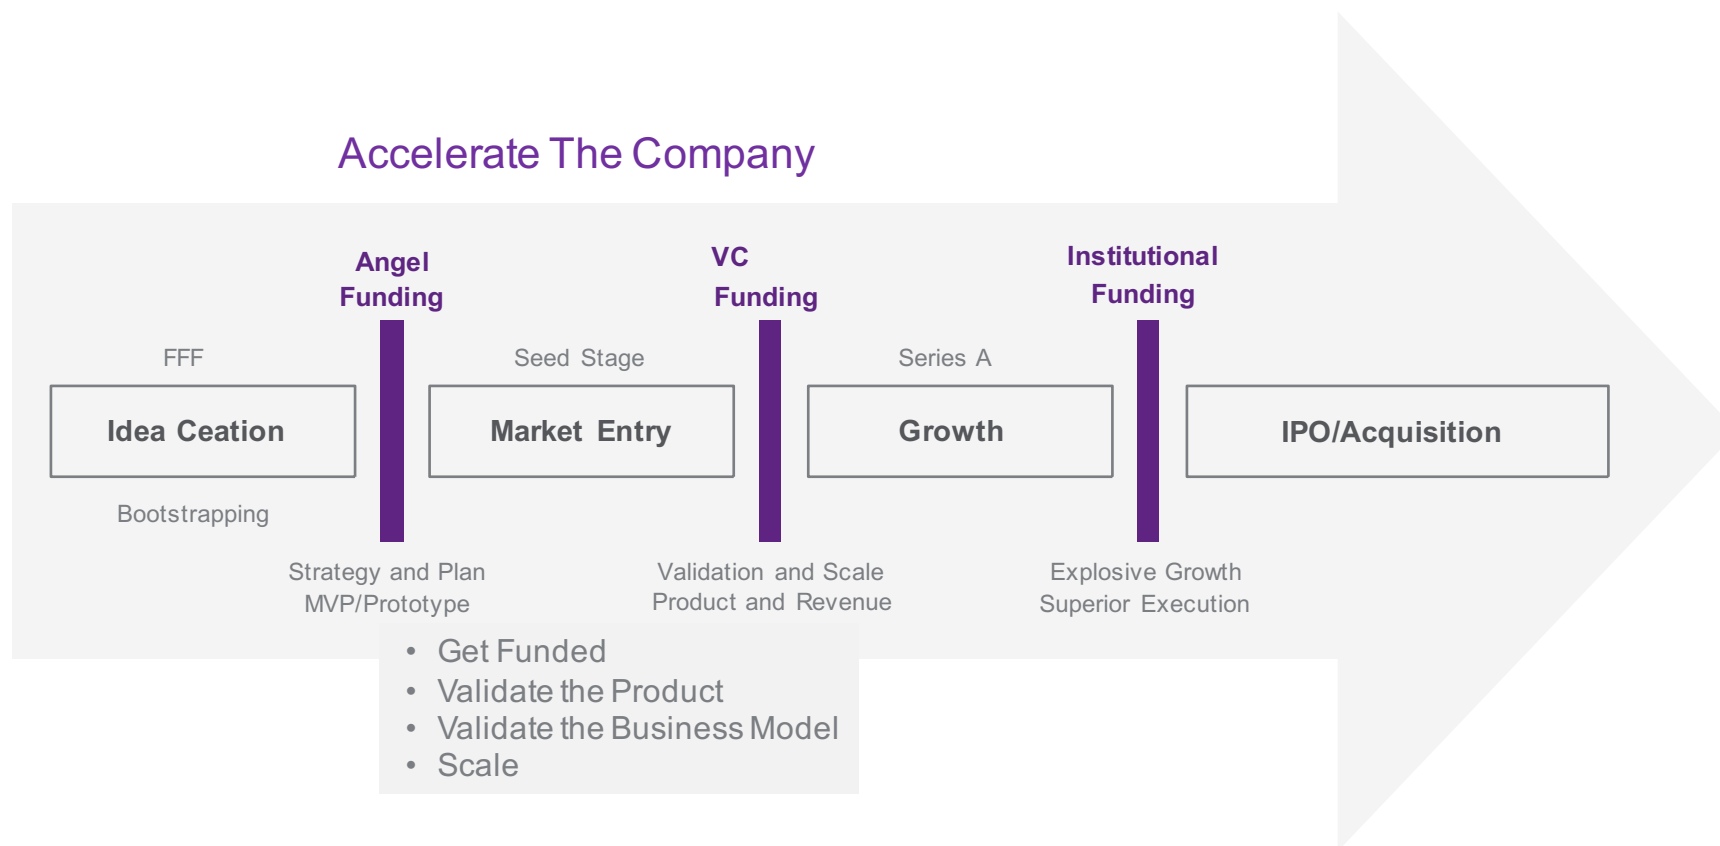 Accelerate The Company
Angel
Funding
VC
Funding
Institutional
Funding
FFF
Seed Stage
Series A
Idea Ceation
Market Entry
Growth
IPO/Acquisition
Bootstrapping
Strategy and Plan
MVP/Prototype
Validation and Scale
Product and Revenue
Explosive Growth
Superior Execution
• Get Funded
• Validate the Product
• Validate the Business Model
• Scale